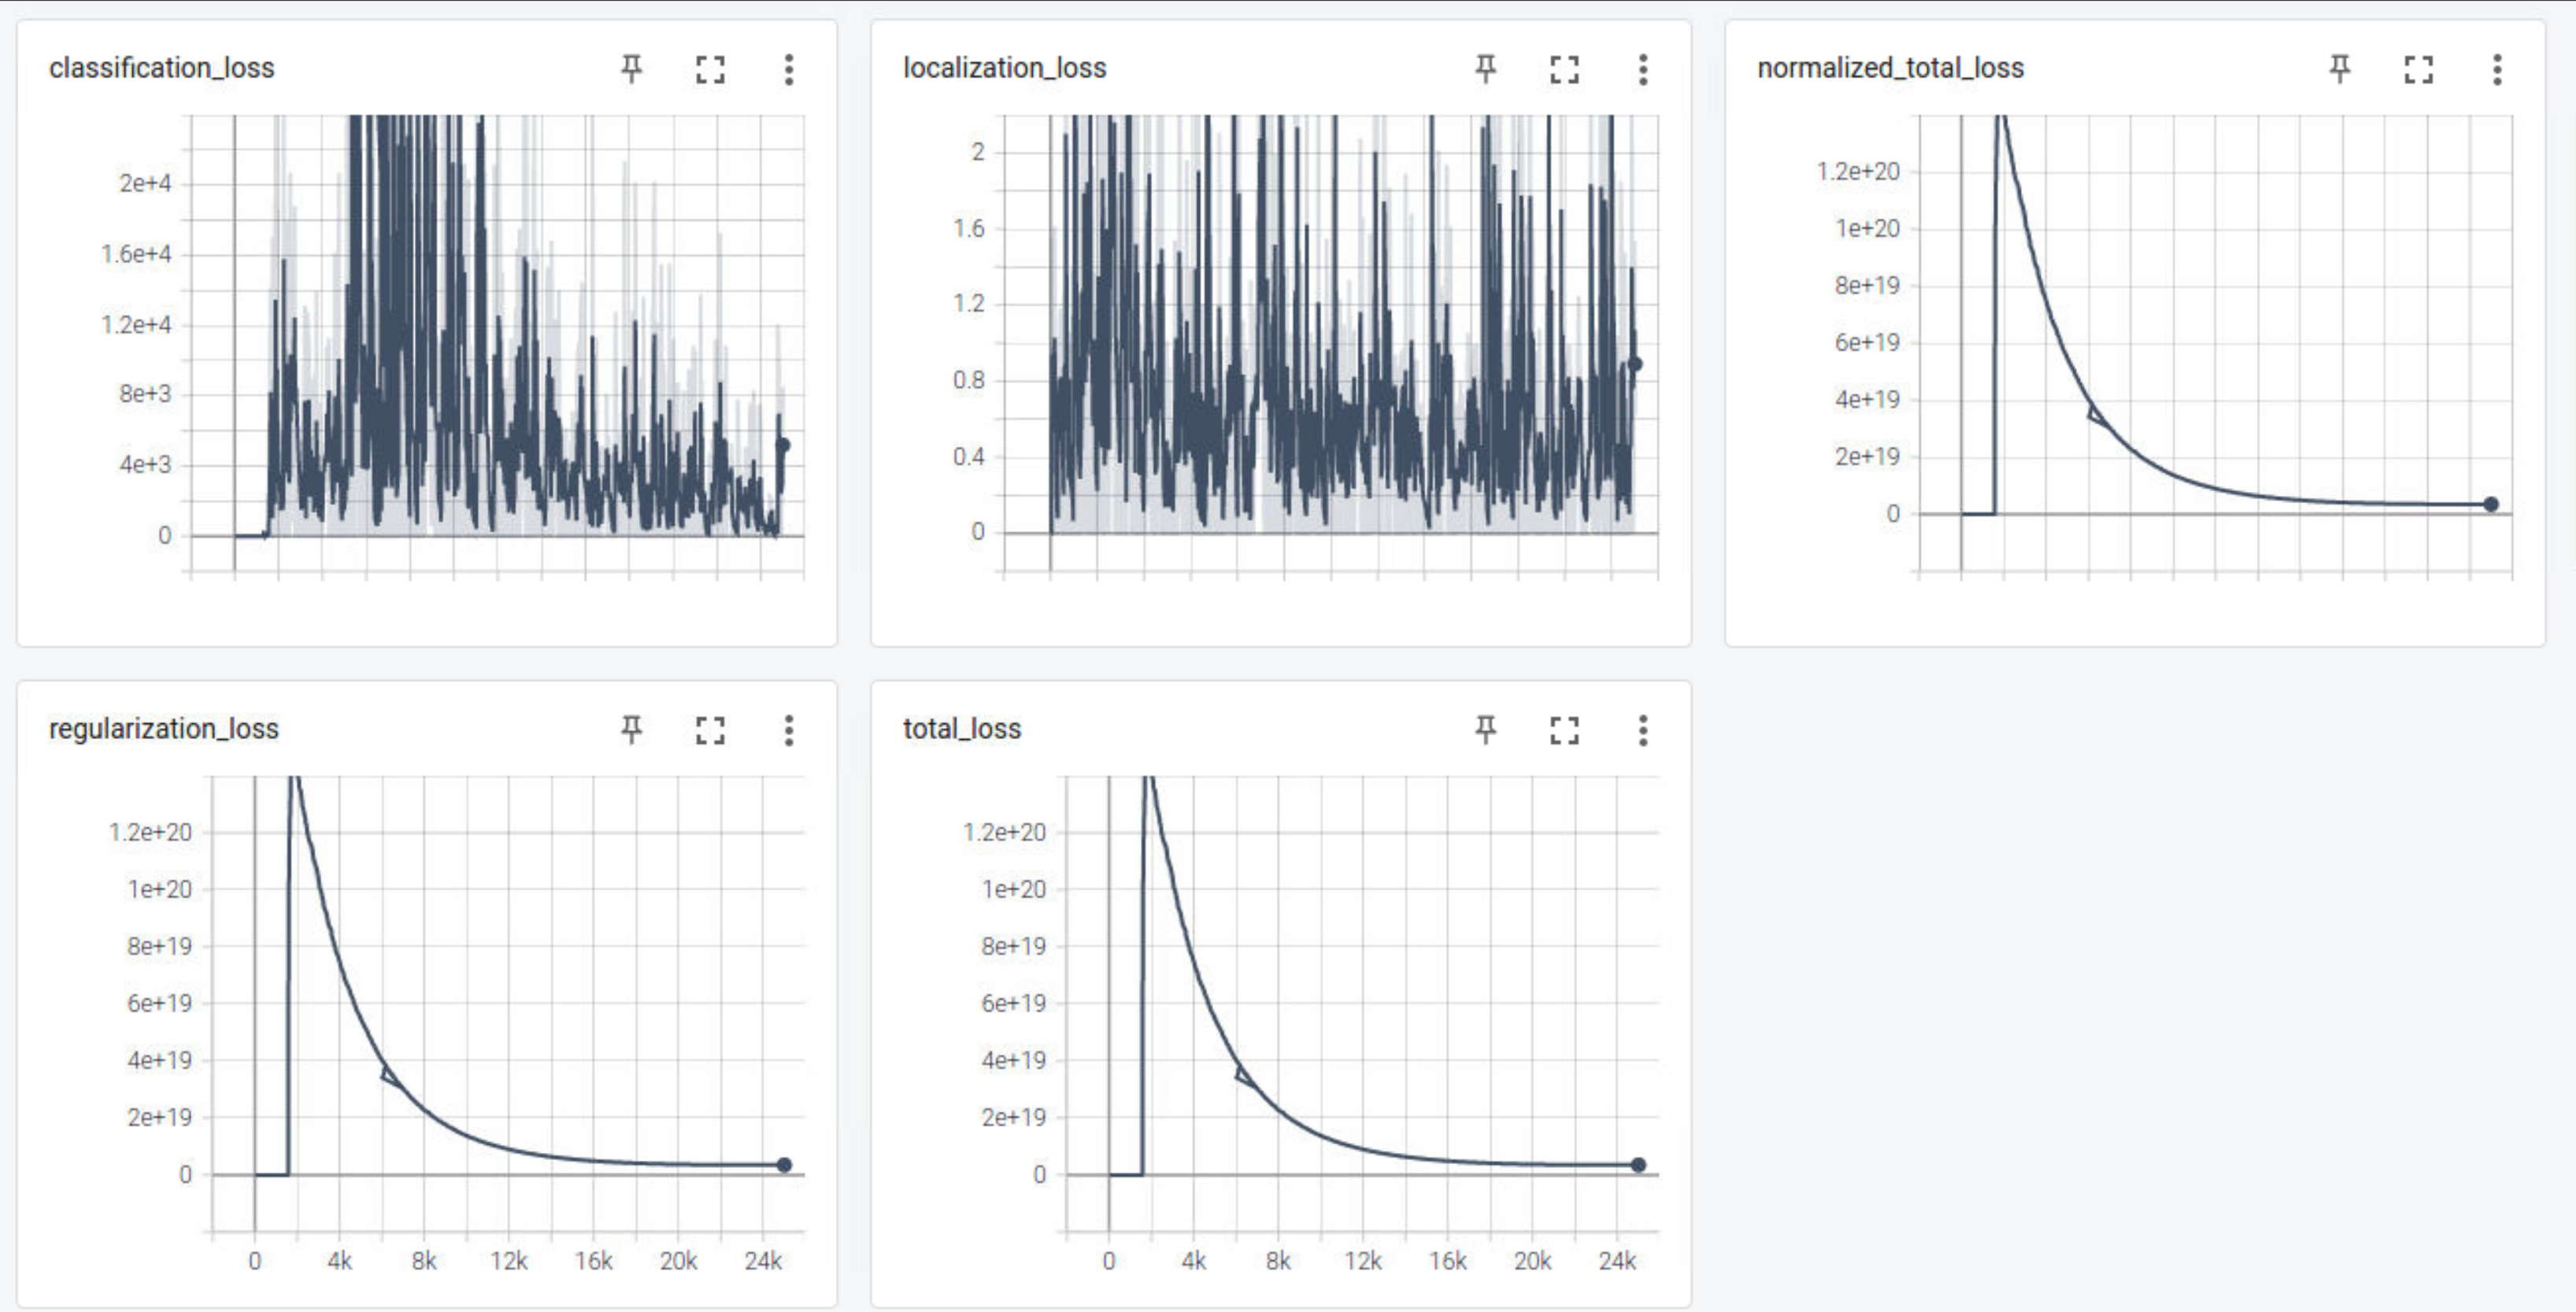 classification_loss
2e+4
1.6e+4
1.2e+4
8e+3
4e+3
0
localization_loss
2
1.6
1.2
0.8
0.4
0
normalized_total_loss
1.2e+20
1e+20
8e+19
6e+19
4e+19
2e+19
0
regularization_loss
1.2e+20
1e+20
8e+19
6e+19
4e+19
2e+19
0
0 4k 8k 12k 16k 20k 24k
total_loss
1.2e+20
1e+20
8e+19
6e+19
4e+19
2e+19
0
0 4k 8k 12k 16k 20k 24k